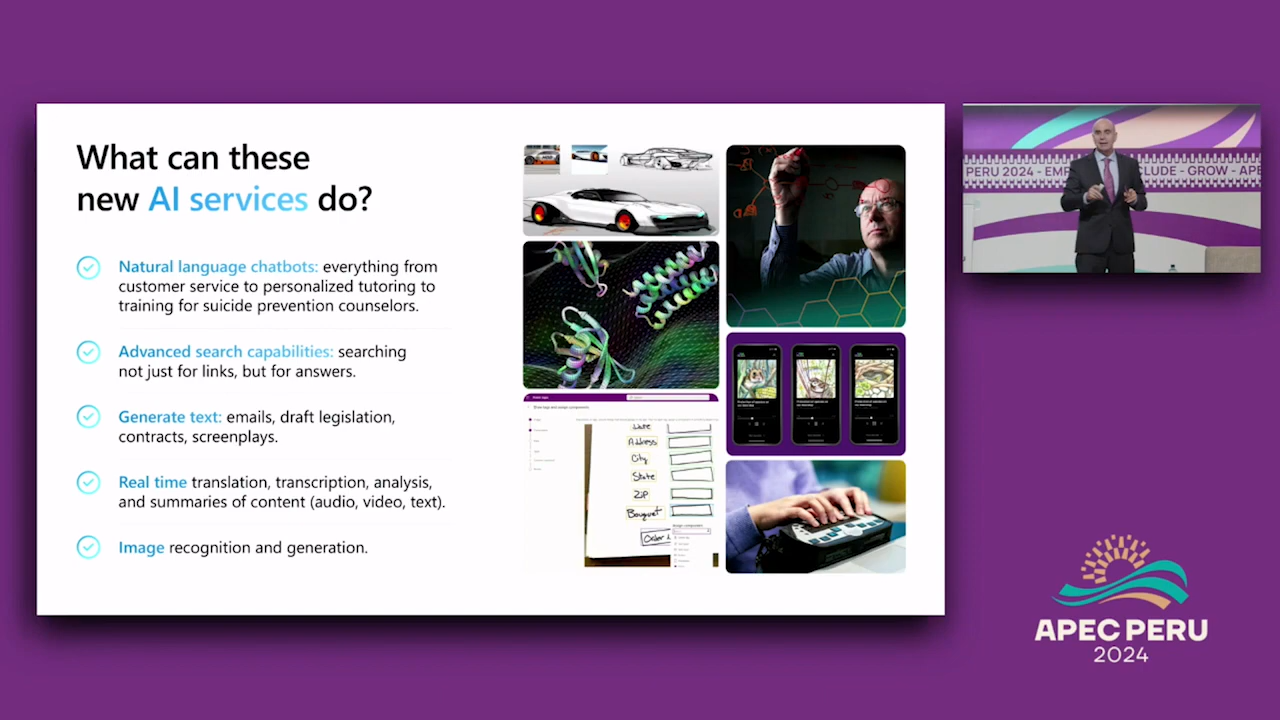 What can these
new AI services do?
Natural language chatbots: everything from
customer service to personalized tutoring to
training for suicide prevention counselors.
Advanced search capabilities: searching
not just for links, but for answers.
Generate text: emails, draft legislation,
contracts, screenplays.
Real time translation, transcription, analysis,
and summaries of content (audio, video, text).
Image recognition and generation.
Address
City
State
ZIP
Bouquet
Order
PERU 2024 - EMP
CLUDE - GROW - APE
APEC PERU
2024